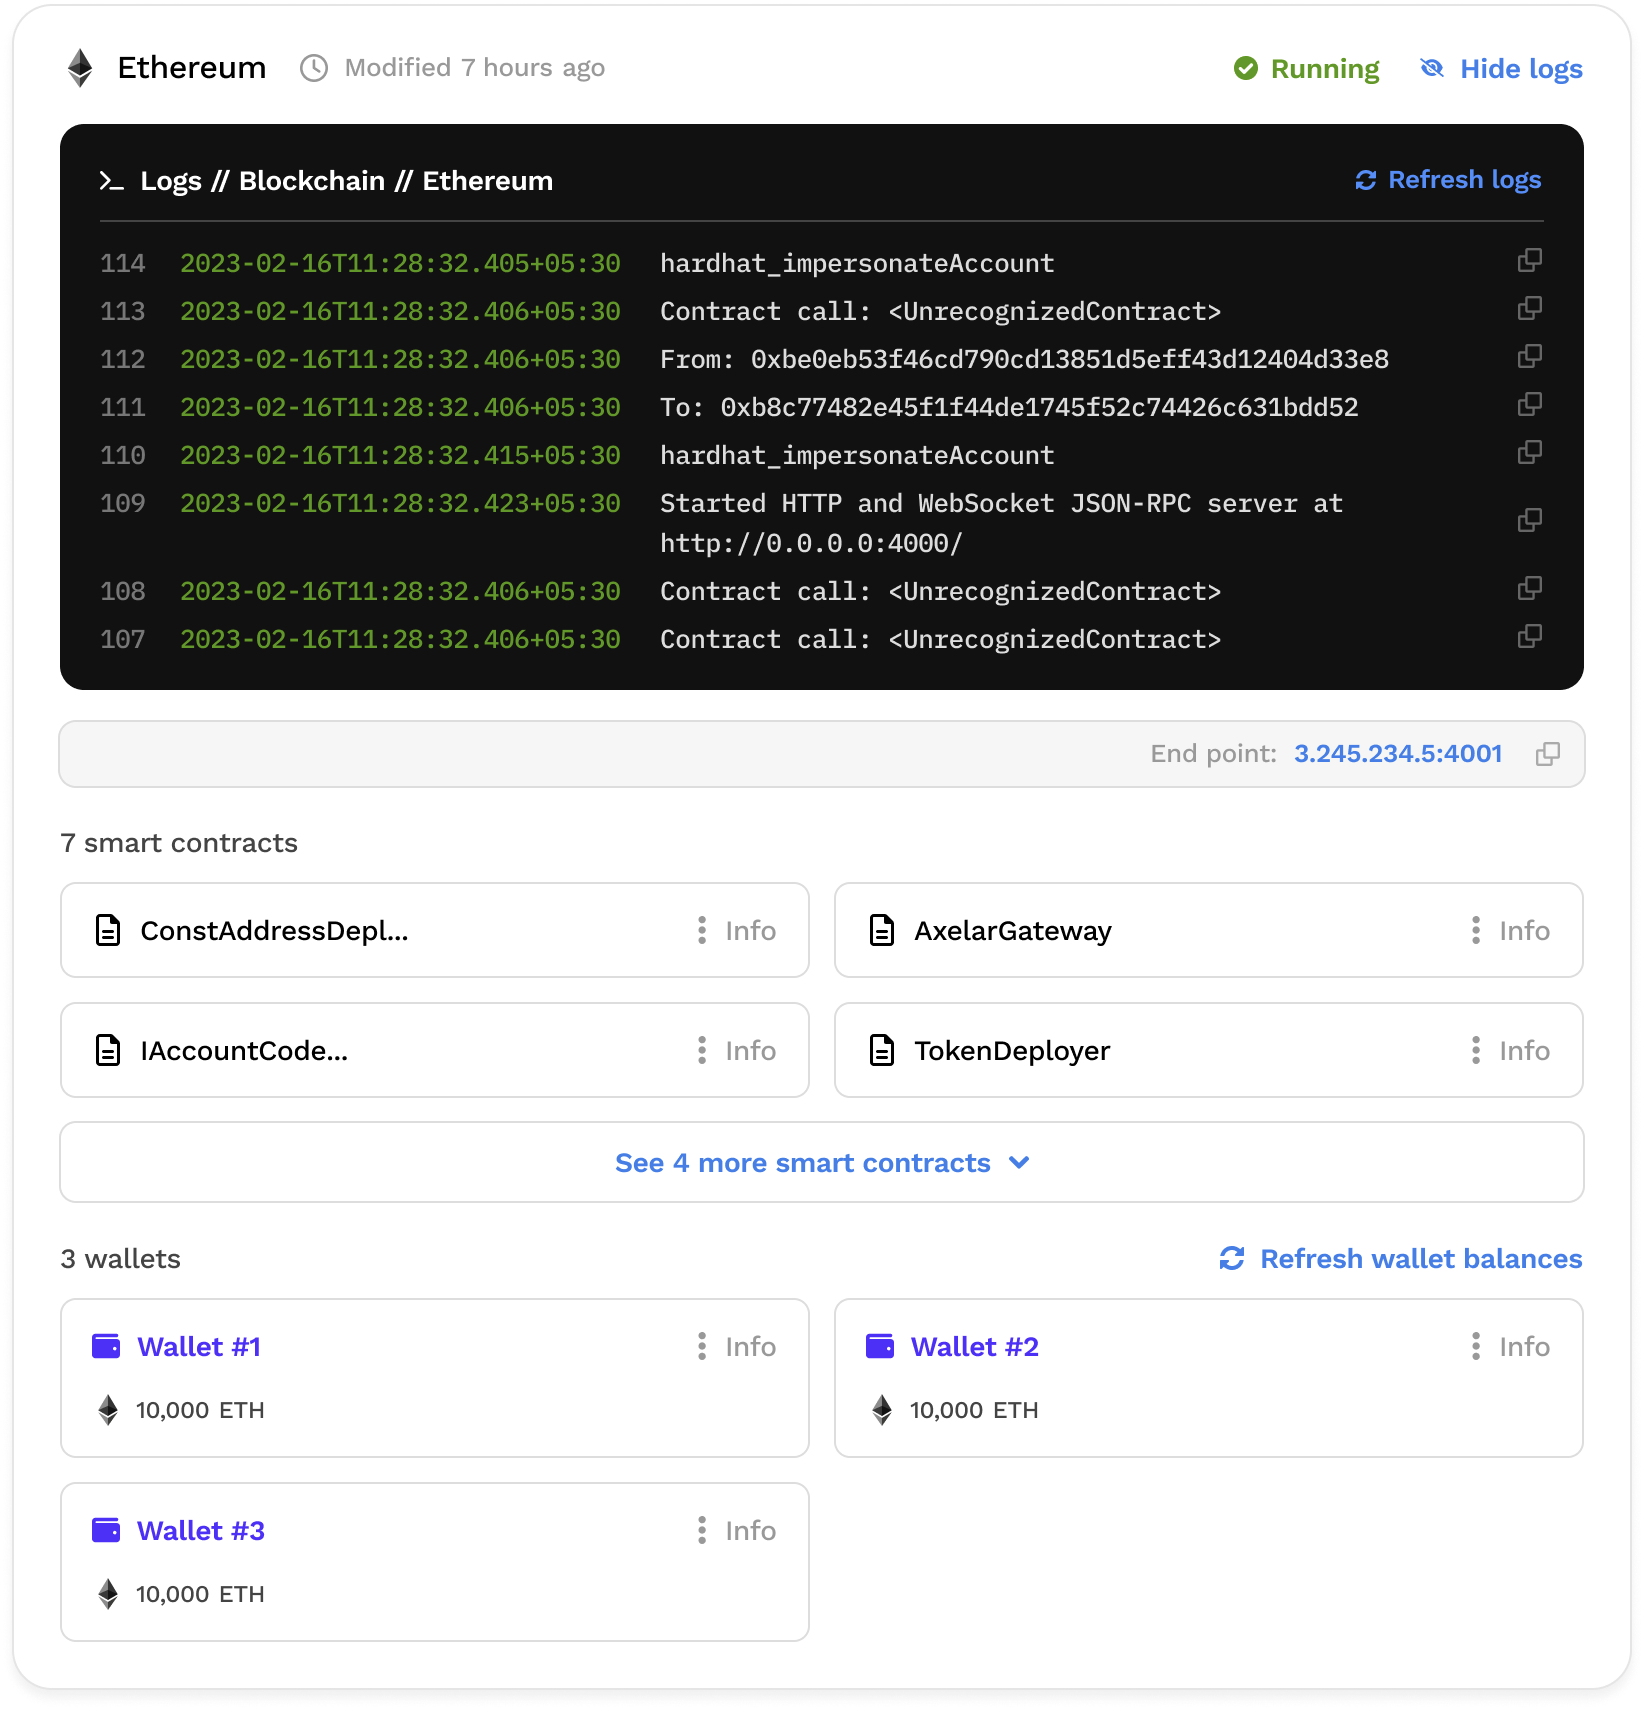 Ethereum Modified 7 hours ago Running Hide logs
Logs // Blockchain // Ethereum Refresh logs
114 2023-02-16T11:28:32.405+05:30 hardhat_impersonateAccount
113 2023-02-16T11:28:32.406+05:30 Contract call: <UnrecognizedContract>
112 2023-02-16T11:28:32.406+05:30 From: 0xbe0eb53f46cd790cd13851d5eff43d12404d33e8
111 2023-02-16T11:28:32.406+05:30 To: 0xb8c77482e45f1f44de1745f52c74426c631bdd52
110 2023-02-16T11:28:32.415+05:30 hardhat_impersonateAccount
109 2023-02-16T11:28:32.423+05:30 Started HTTP and WebSocket JSON-RPC server at
http://0.0.0.0:4000/
108 2023-02-16T11:28:32.406+05:30 Contract call: <UnrecognizedContract>
107 2023-02-16T11:28:32.406+05:30 Contract call: <UnrecognizedContract>
End point: 3.245.234.5:4001
7 smart contracts
ConstAddressDepl... Info AxelarGateway Info
IAccountCode... Info TokenDeployer Info
See 4 more smart contracts
3 wallets Refresh wallet balances
Wallet #1 Info Wallet #2 Info
10,000 ETH 10,000 ETH
Wallet #3 Info
10,000 ETH